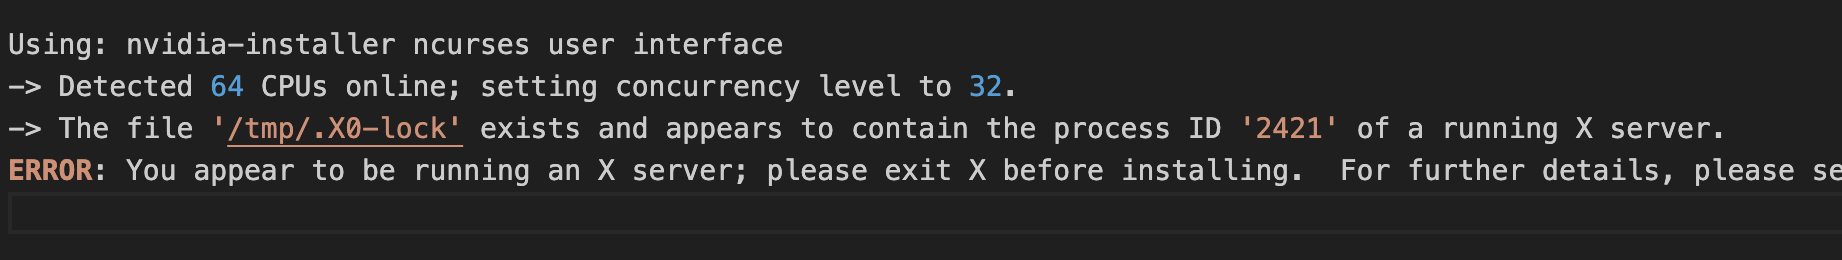 Using: nvidia-installer ncurses user interface
-> Detected 64 CPUs online; setting concurrency level to 32.
-> The file '/tmp/.X0-lock' exists and appears to contain the process ID '2421' of a running X server.
ERROR: You appear to be running an X server; please exit X before installing.  For further details, please